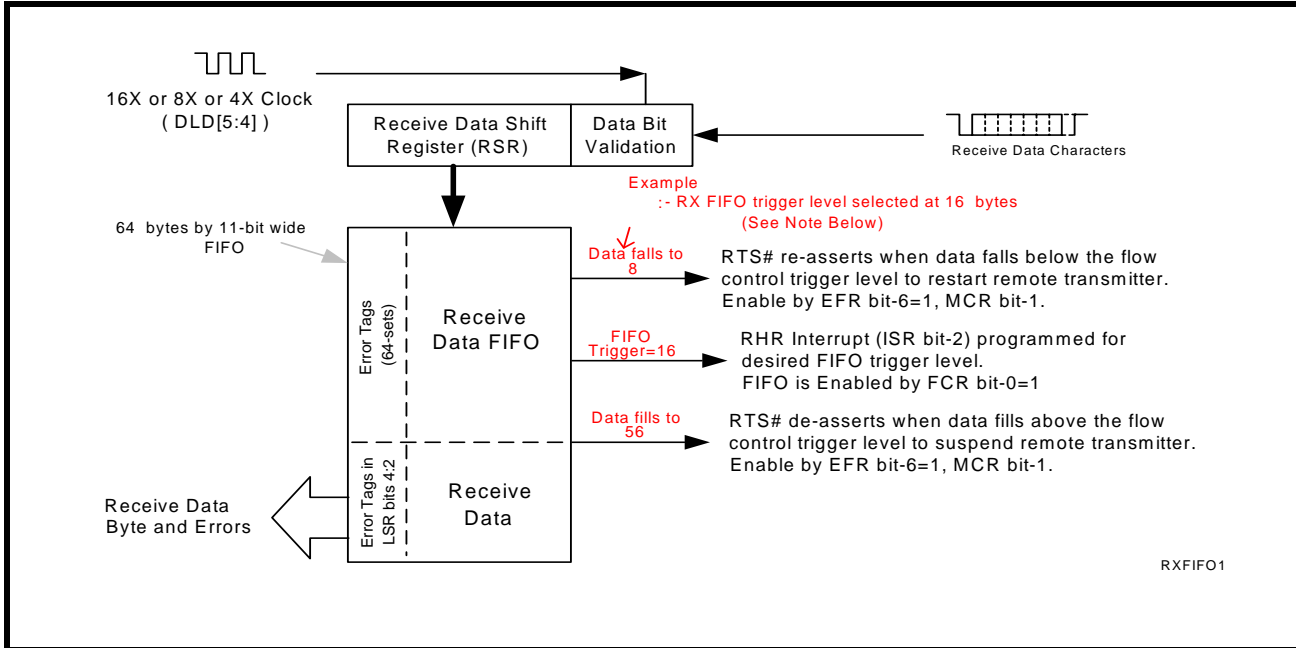 16X or 8X or 4X Clock
( DLD[5:4] )
Receive Data Shift
Register (RSR)
Data Bit
Validation
Receive Data Characters
Example
:- RX FIFO trigger level selected at 16 bytes
(See Note Below)
64 bytes by 11-bit wide
FIFO
Error Tags
(64-sets)
Receive
Data FIFO
Data falls to
8
RTS# re-asserts when data falls below the flow
control trigger level to restart remote transmitter.
Enable by EFR bit-6=1, MCR bit-1.
FIFO
Trigger=16
RHR Interrupt (ISR bit-2) programmed for
desired FIFO trigger level.
FIFO is Enabled by FCR bit-0=1
Data fills to
56
RTS# de-asserts when data fills above the flow
control trigger level to suspend remote transmitter.
Enable by EFR bit-6=1, MCR bit-1.
Error Tags in
LSR bits 4:2
Receive
Data
Receive Data
Byte and Errors
RXFIFO1